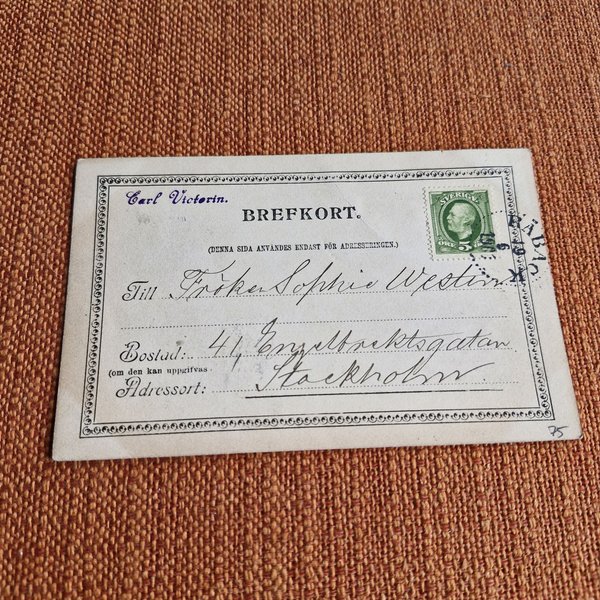 Carl Victorin.
BREFKORT.
SVERIGE
ÖRE 5
(DENNA SIDA ANVÄNDES ENDAST FÖR ADRESSERINGEN.)
Till Fröken Sophie Western
Bostad: 41, Engelbrektsgatan
(om den kan uppgifvas
Adressort: Stockholm.
75